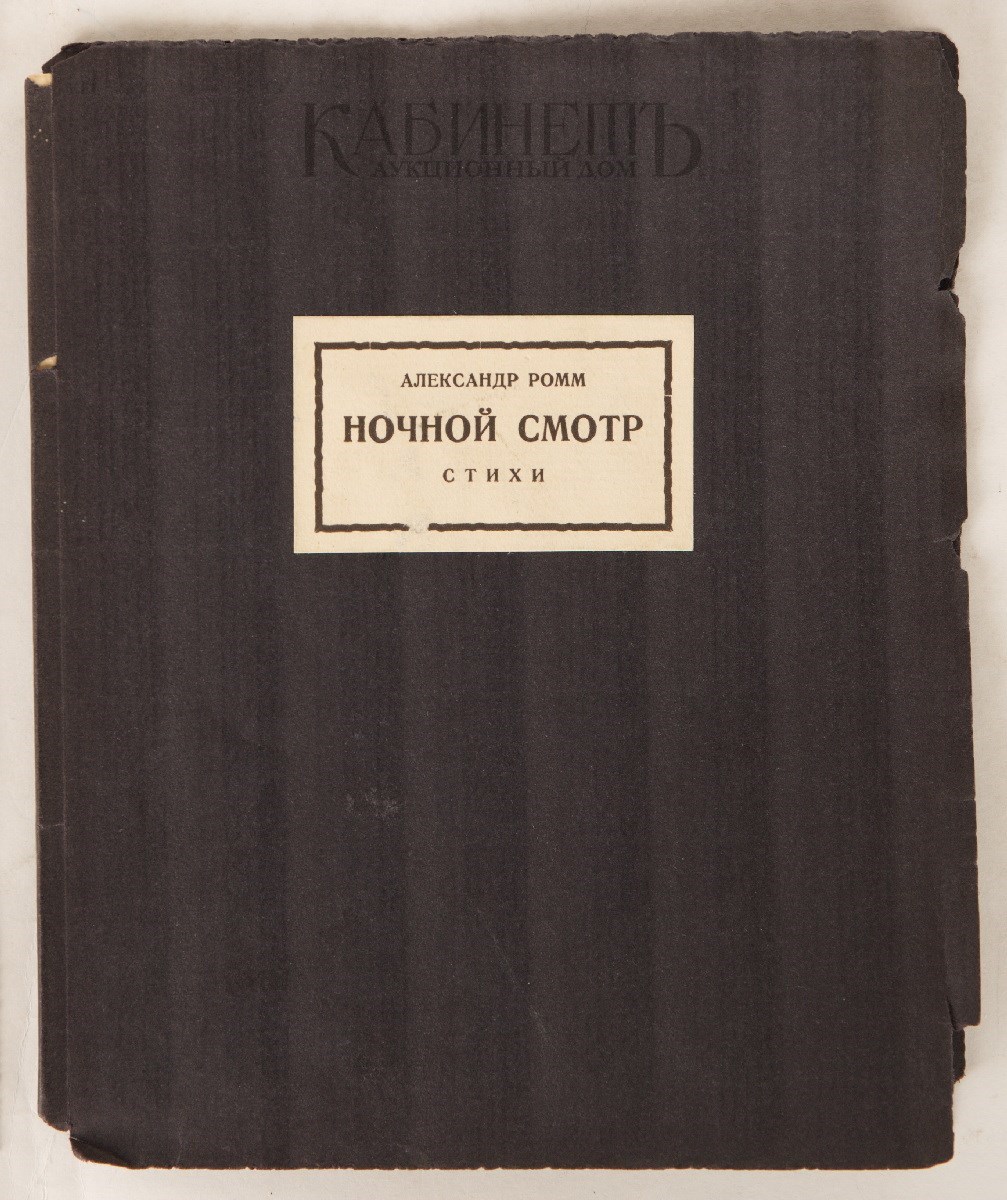 КАБИНЕТЪ
АУКЦИОННЫЙ ДОМ
АЛЕКСАНДР РОММ
НОЧНОЙ СМОТР
СТИХИ